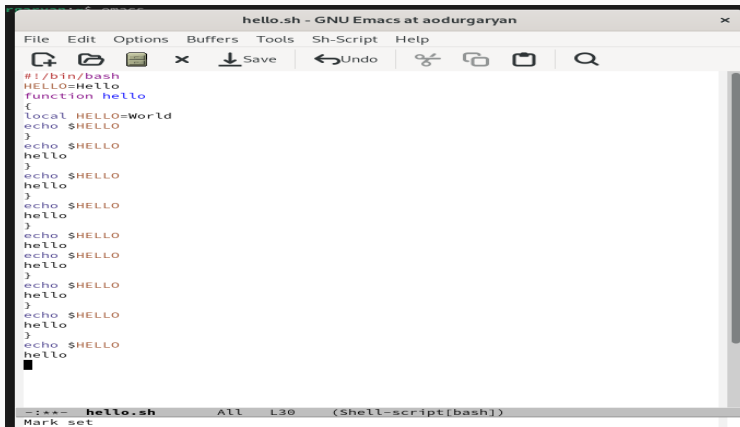 hello.sh - GNU Emacs at aodurgaryan
File Edit Options Buffers Tools Sh-Script Help
Save Undo
#!/bin/bash
HELLO=Hello
function hello
{
local HELLO=World
echo $HELLO
}
echo $HELLO
hello
}
echo $HELLO
hello
}
echo $HELLO
hello
}
echo $HELLO
hello
echo $HELLO
hello
}
echo $HELLO
hello
}
echo $HELLO
hello
}
echo $HELLO
hello
-:**- hello.sh All L30 (Shell-script[bash])
Mark set